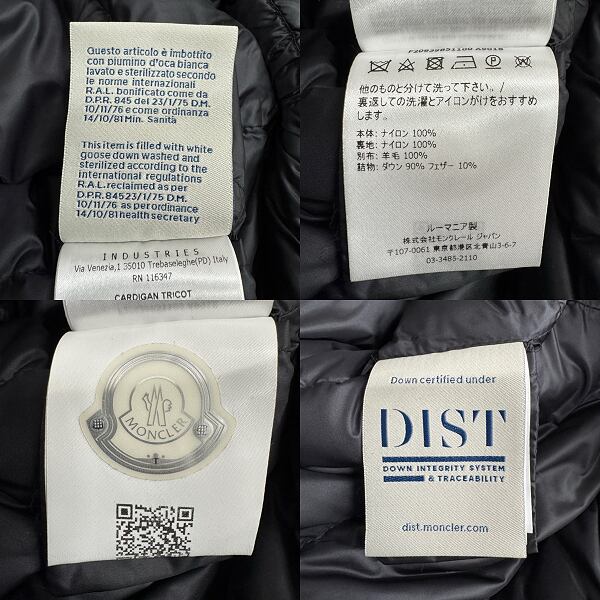 Questo articolo è imbottito
con piumino d'oca bianca
lavato e sterilizzato secondo
le norme internazionali
R.A.L. bonificato come da
D.P.R. 845 del 23/1/75 D.M.
10/11/76 e come ordinanza
14/10/81 Min. Sanità
This item is filled with white
goose down washed and
sterilized according to the
international regulations
R.A.L. reclaimed as per
D.P.R. 84523/1/75 D.M.
10/11/76 as per ordinance
14/10/81 health secretary
INDUSTRIES
Via Venezia,1 35010 Trebaseleghe(PD) Italy
RN 116347
CARDIGAN TRICOT
他のものと分けて洗って下さい。/
裏返しての洗濯とアイロンがけをおすすめ
します。
本体: ナイロン 100%
裏地: ナイロン 100%
別布: 羊毛 100%
詰物: ダウン 90% フェザー 10%
ルーマニア製
株式会社モンクレール ジャパン
〒107-0061 東京都港区北青山3-6-7
03-3485-2110
MONCLER
Down certified under
DIST
DOWN INTEGRITY SYSTEM
& TRACEABILITY
dist.moncler.com